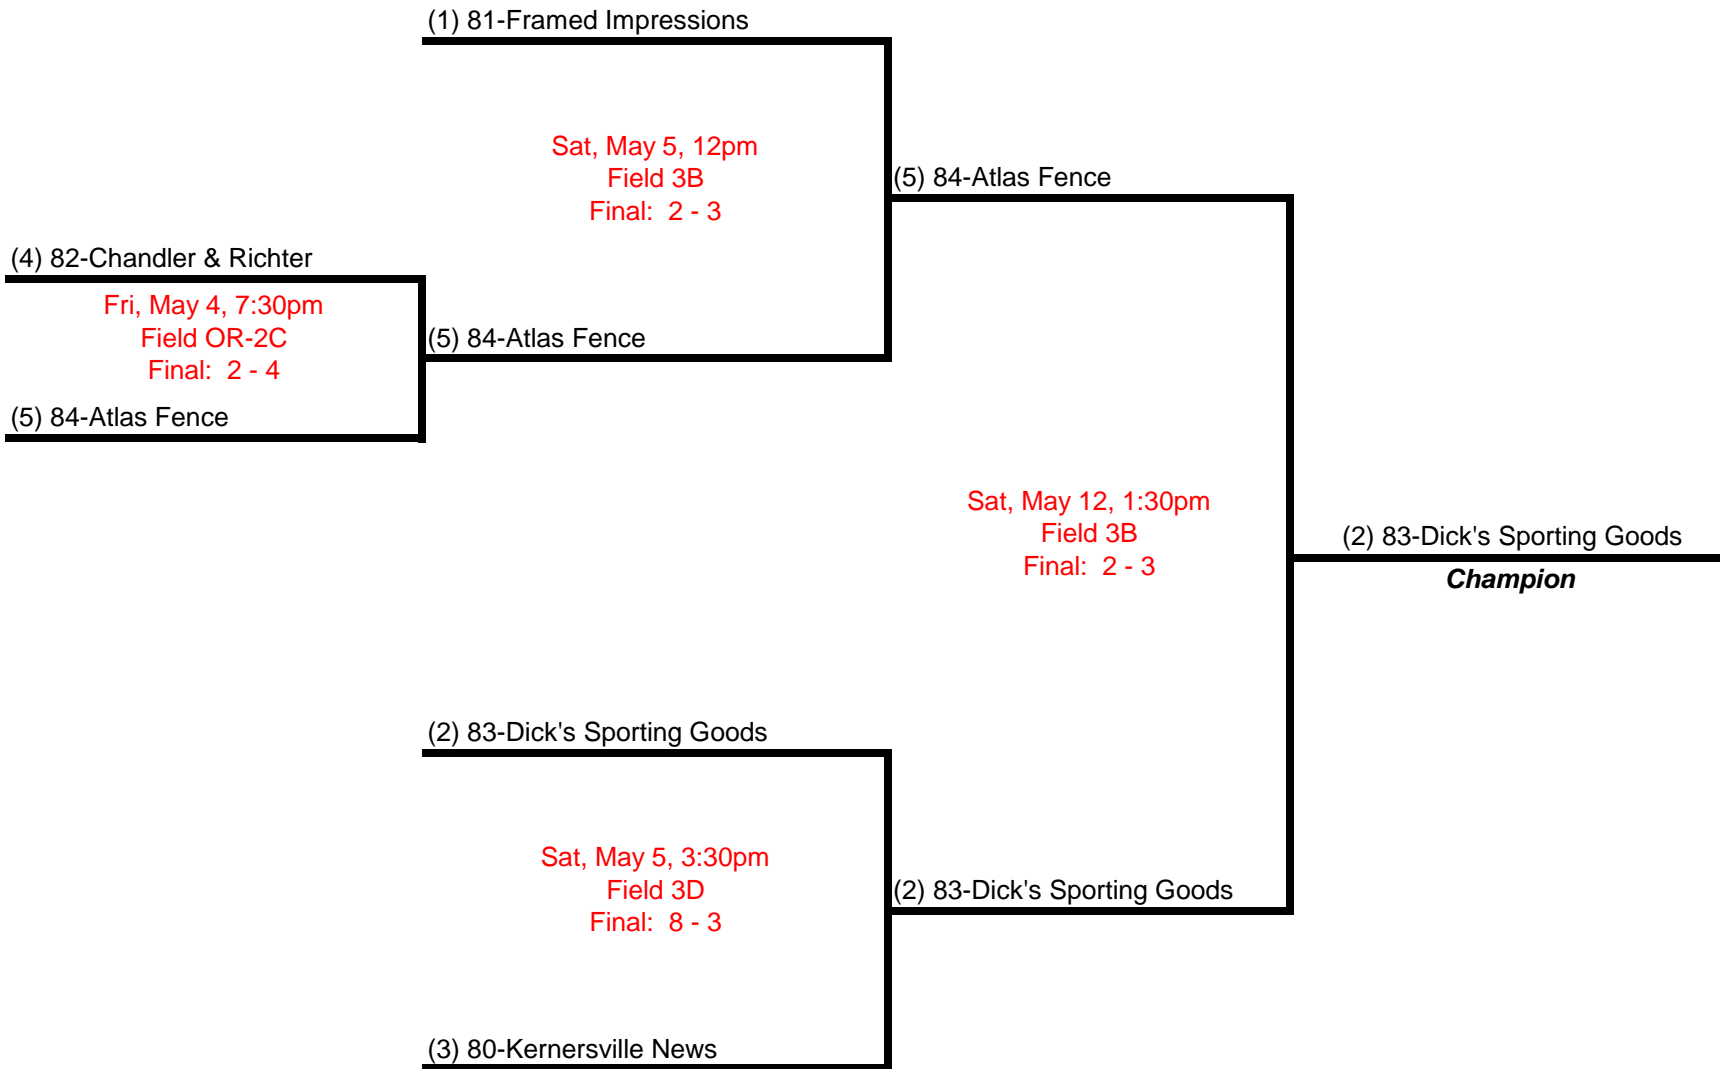 (1) 81-Framed Impressions
Sat, May 5, 12pm
Field 3B
Final: 2 - 3
(5) 84-Atlas Fence
(4) 82-Chandler & Richter
Fri, May 4, 7:30pm
Field OR-2C
Final: 2 - 4
(5) 84-Atlas Fence
(5) 84-Atlas Fence
Sat, May 12, 1:30pm
Field 3B
Final: 2 - 3
(2) 83-Dick's Sporting Goods
Champion
(2) 83-Dick's Sporting Goods
Sat, May 5, 3:30pm
Field 3D
Final: 8 - 3
(2) 83-Dick's Sporting Goods
(3) 80-Kernersville News